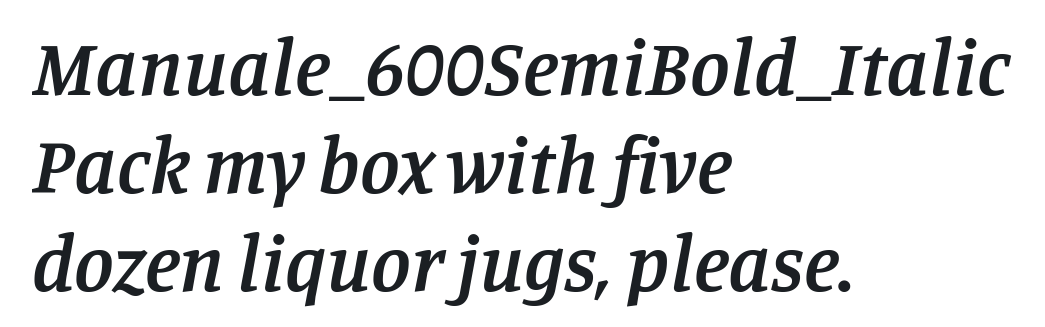 Manuale_600SemiBold_Italic
Pack my box with five
dozen liquor jugs, please.